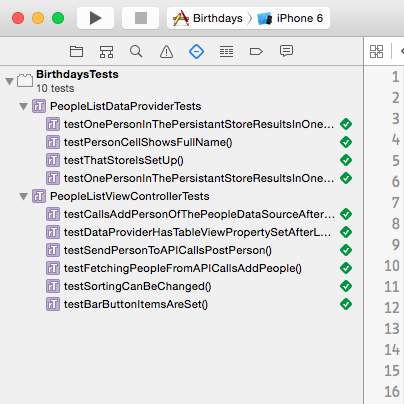 Birthdays iPhone 6
BirthdaysTests
10 tests
PeopleListDataProviderTests
testOnePersonInThePersistantStoreResultsInOne...
testPersonCellShowsFullName()
testThatStoreIsSetUp()
testOnePersonInThePersistantStoreResultsInOne...
PeopleListViewControllerTests
testCallsAddPersonOfThePeopleDataSourceAfter...
testDataProviderHasTableViewPropertySetAfterL...
testSendPersonToAPICallsPostPerson()
testFetchingPeopleFromAPICallsAddPeople()
testSortingCanBeChanged()
testBarButtonItemsAreSet()
1
2
3
4
5
6
7
8
9
10
11
12
13
14
15
16